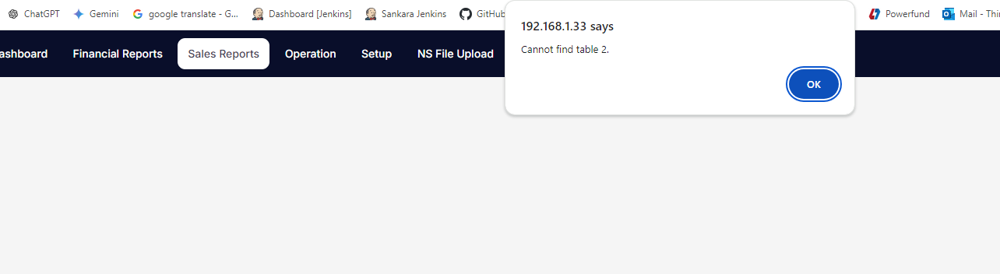 ChatGPT Gemini google translate - G... Dashboard [Jenkins] Sankara Jenkins GitHub Powerfund Mail - Thi
192.168.1.33 says
Cannot find table 2.
OK
ashboard Financial Reports Sales Reports Operation Setup NS File Upload